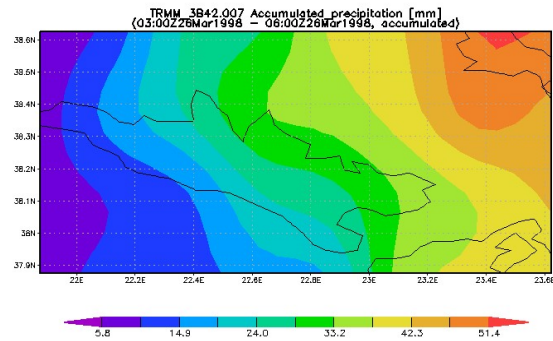 TRMM_3B42.007 Accumulated precipitation [mm]
(03:00Z26Mar1998 – 06:00Z26Mar1998, accumulated)
38.6N
38.5N
38.4N
38.3N
38.2N
38.1N
38N
37.9N
22E 22.2E 22.4E 22.6E 22.8E 23E 23.2E 23.4E 23.6E
5.8 14.9 24.0 33.2 42.3 51.4